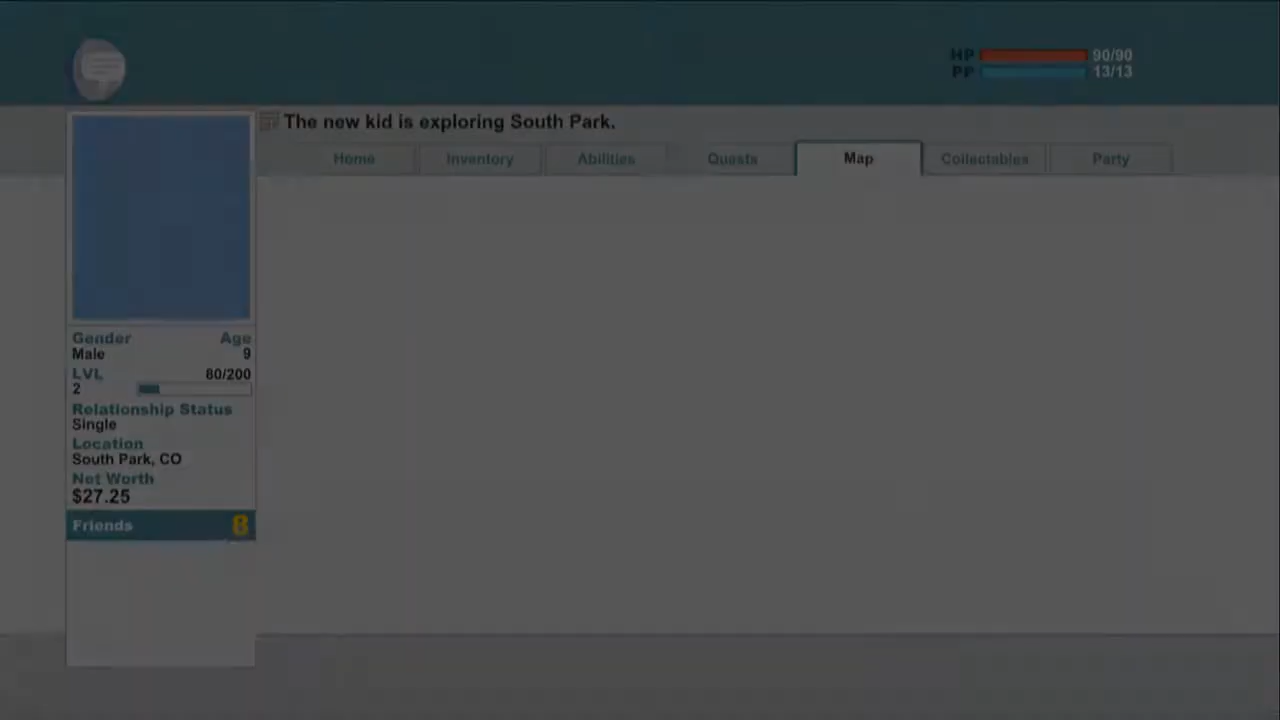 HP 90/90
PP 13/13
The new kid is exploring South Park.
Home Inventory Abilities Quests Map Collectables Party
Gender Age
Male 9
LVL 80/200
2
Relationship Status
Single
Location
South Park, CO
Net Worth
$27.25
Friends 8